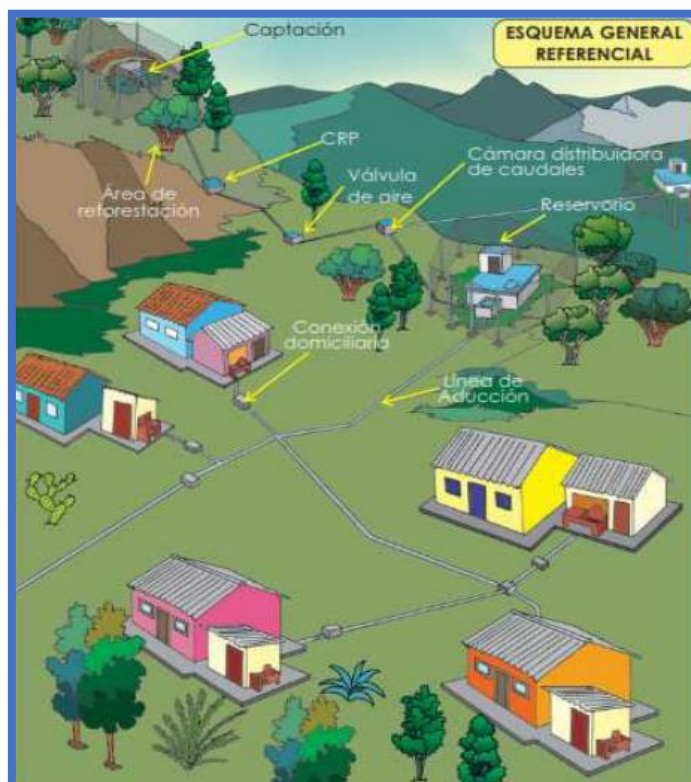 ESQUEMA GENERAL
REFERENCIAL
Captación
CRP
Cámara distribuidora
de caudales
Válvula
de aire
Área de
reforestación
Reservorio
Conexión
domiciliaria
Línea de
Aducción